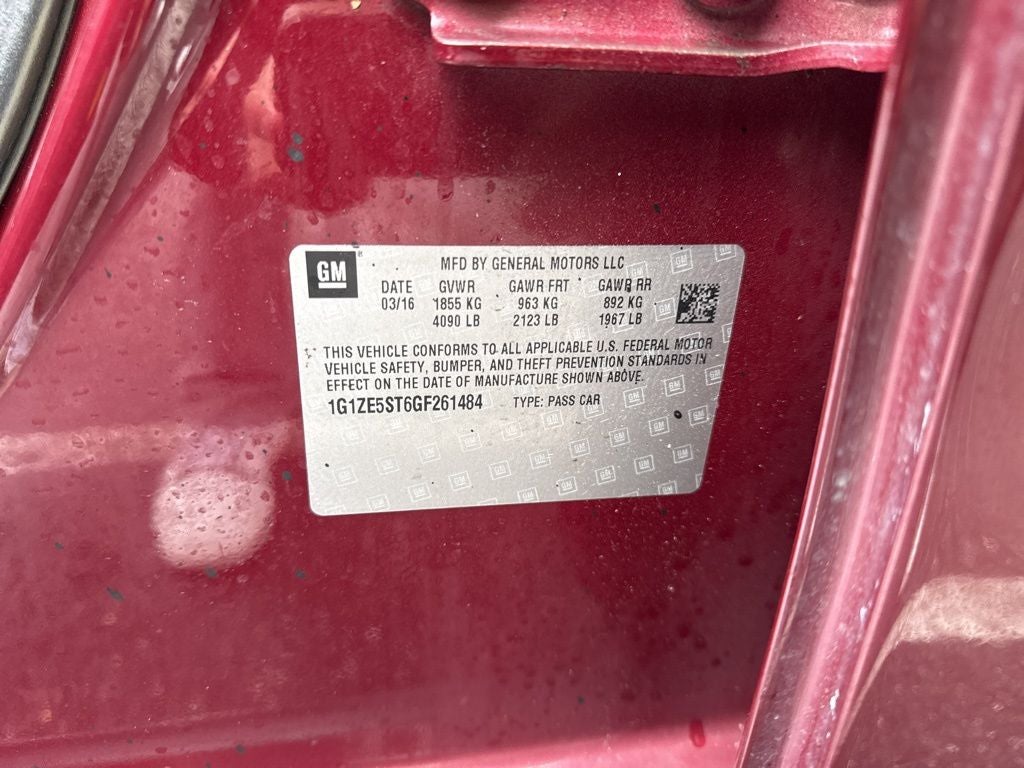 GM
MFD BY GENERAL MOTORS LLC
DATE GVWR GAWR FRT GAWR RR
03/16 1855 KG 963 KG 892 KG
4090 LB 2123 LB 1967 LB
THIS VEHICLE CONFORMS TO ALL APPLICABLE U.S. FEDERAL MOTOR
VEHICLE SAFETY, BUMPER, AND THEFT PREVENTION STANDARDS IN
EFFECT ON THE DATE OF MANUFACTURE SHOWN ABOVE.
1G1ZE5ST6GF261484 TYPE: PASS CAR